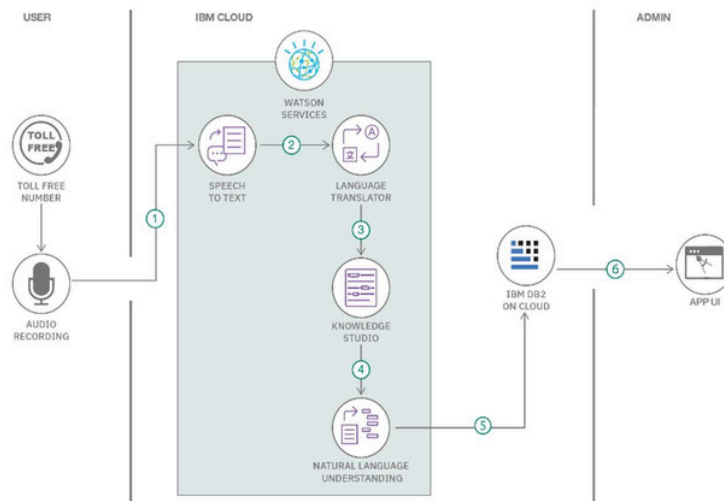 USER
IBM CLOUD
ADMIN
WATSON
SERVICES
TOLL
FREE
TOLL FREE
NUMBER
AUDIO
RECORDING
1
SPEECH
TO TEXT
2
A
文
LANGUAGE
TRANSLATOR
3
KNOWLEDGE
STUDIO
4
NATURAL LANGUAGE
UNDERSTANDING
5
IBM DB2
ON CLOUD
6
APP UI